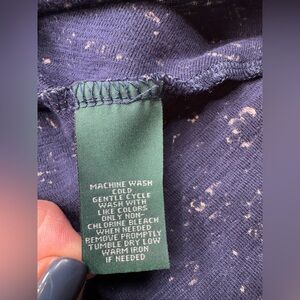 MACHINE WASH
COLD
GENTLE CYCLE
WASH WITH
LIKE COLORS
ONLY NON-
CHLORINE BLEACH
WHEN NEEDED
REMOVE PROMPTLY
TUMBLE DRY LOW
WARM IRON
IF NEEDED